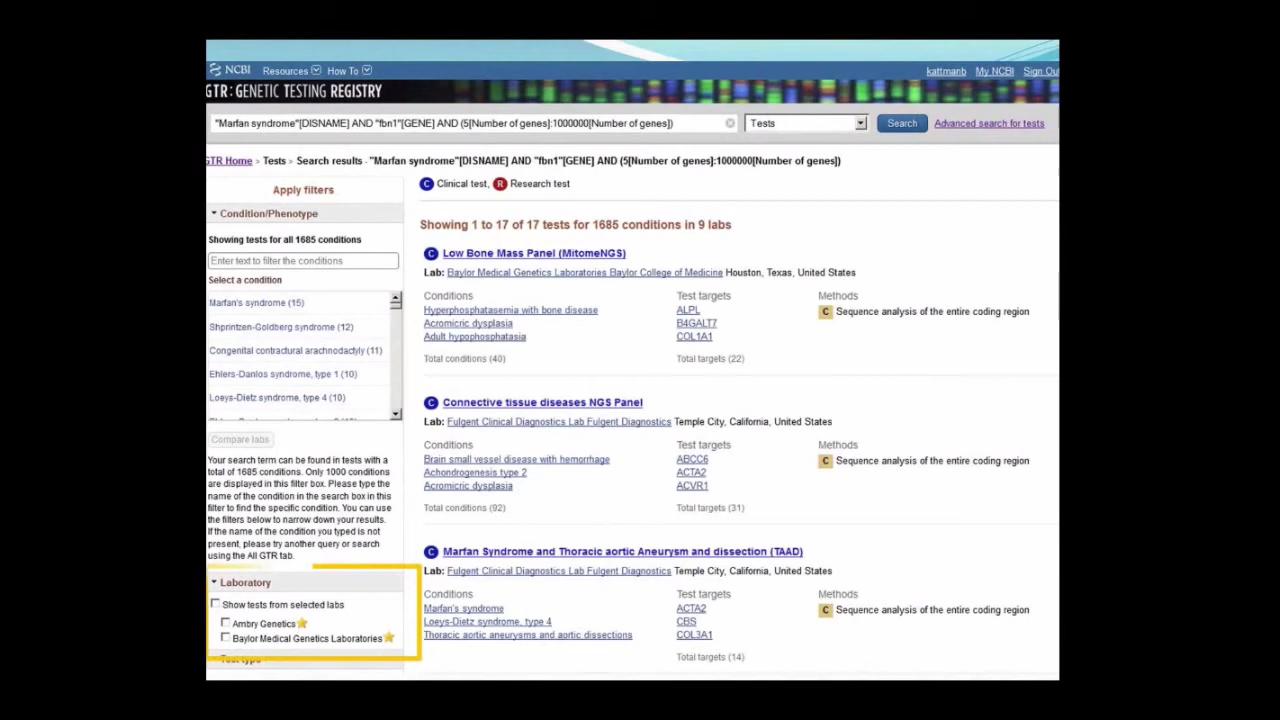 NCBI Resources How To kattmanb My NCBI Sign Ou
GTR: GENETIC TESTING REGISTRY
"Marfan syndrome"[DISNAME] AND "fbn1"[GENE] AND (5[Number of genes]:1000000[Number of genes]) Tests Search Advanced search for tests
GTR Home > Tests > Search results - "Marfan syndrome"[DISNAME] AND "fbn1"[GENE] AND (5[Number of genes]:1000000[Number of genes])
Apply filters
Condition/Phenotype
Showing tests for all 1685 conditions
Enter text to filter the conditions
Select a condition
Marfan's syndrome (15)
Shprintzen-Goldberg syndrome (12)
Congenital contractural arachnodactyly (11)
Ehlers-Danlos syndrome, type 1 (10)
Loeys-Dietz syndrome, type 4 (10)
Compare labs
Your search term can be found in tests with a
total of 1685 conditions. Only 1000 conditions
are displayed in this filter box. Please type the
name of the condition in the search box in this
filter to find the specific condition. You can use
the filters below to narrow down your results.
If the name of the condition you typed is not
present, please try another query or search
using the All GTR tab.
Laboratory
Show tests from selected labs
Ambry Genetics
Baylor Medical Genetics Laboratories
Test type
C Clinical test, R Research test
Showing 1 to 17 of 17 tests for 1685 conditions in 9 labs
C Low Bone Mass Panel (MitomeNGS)
Lab: Baylor Medical Genetics Laboratories Baylor College of Medicine Houston, Texas, United States
Conditions Test targets Methods
Hyperphosphatasemia with bone disease ALPL C Sequence analysis of the entire coding region
Acromicric dysplasia B4GALT7
Adult hypophosphatasia COL1A1
Total conditions (40) Total targets (22)
C Connective tissue diseases NGS Panel
Lab: Fulgent Clinical Diagnostics Lab Fulgent Diagnostics Temple City, California, United States
Conditions Test targets Methods
Brain small vessel disease with hemorrhage ABCC6 C Sequence analysis of the entire coding region
Achondrogenesis type 2 ACTA2
Acromicric dysplasia ACVR1
Total conditions (92) Total targets (31)
C Marfan Syndrome and Thoracic aortic Aneurysm and dissection (TAAD)
Lab: Fulgent Clinical Diagnostics Lab Fulgent Diagnostics Temple City, California, United States
Conditions Test targets Methods
Marfan's syndrome ACTA2 C Sequence analysis of the entire coding region
Loeys-Dietz syndrome, type 4 CBS
Thoracic aortic aneurysms and aortic dissections COL3A1
Total targets (14)